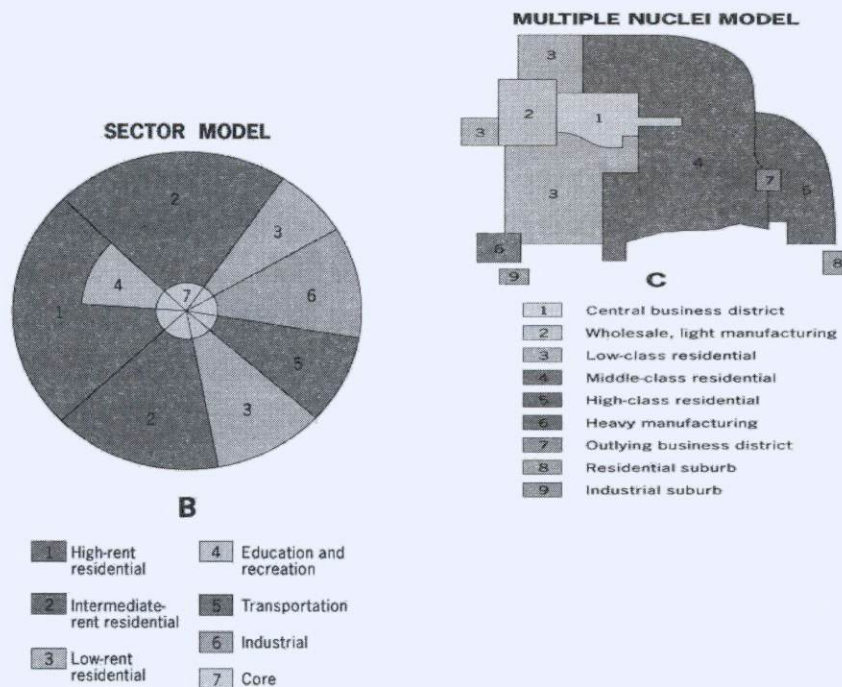 SECTOR MODEL
2
3
4
7
1
6
5
2
3
B
1 High-rent
residential
2 Intermediate-
rent residential
3 Low-rent
residential
4 Education and
recreation
5 Transportation
6 Industrial
7 Core
MULTIPLE NUCLEI MODEL
3
2
1
3
4
7
5
3
6
9
8
C
1 Central business district
2 Wholesale, light manufacturing
3 Low-class residential
4 Middle-class residential
5 High-class residential
6 Heavy manufacturing
7 Outlying business district
8 Residential suburb
9 Industrial suburb